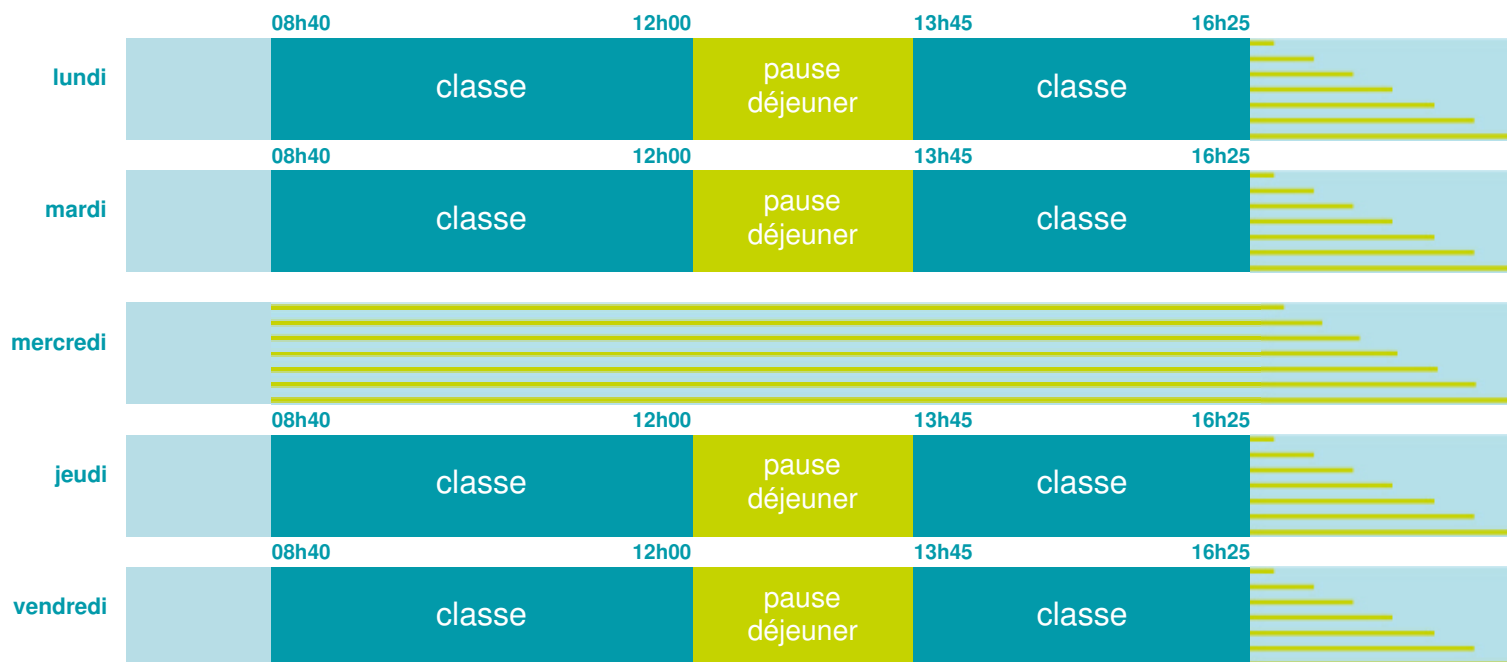 08h40 12h00 13h45 16h25
lundi classe pause déjeuner classe
08h40 12h00 13h45 16h25
mardi classe pause déjeuner classe
mercredi
08h40 12h00 13h45 16h25
jeudi classe pause déjeuner classe
08h40 12h00 13h45 16h25
vendredi classe pause déjeuner classe